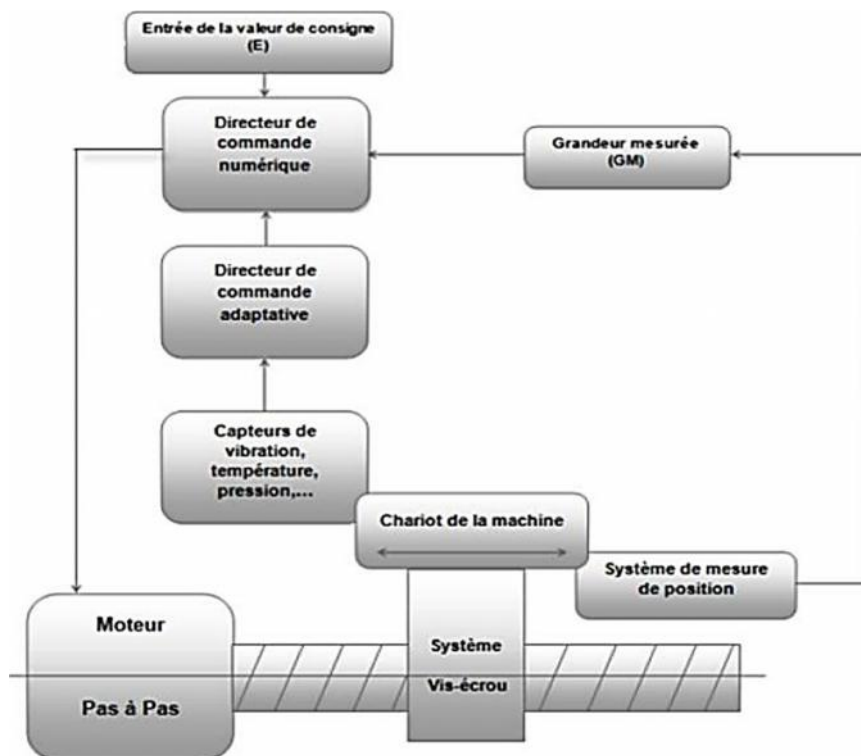 Entrée de la valeur de consigne
(E)
Directeur de
commande
numérique
Grandeur mesurée
(GM)
Directeur de
commande
adaptative
Capteurs de
vibration,
température,
pression,...
Chariot de la machine
Système de mesure
de position
Moteur
Pas à Pas
Système
Vis-écrou